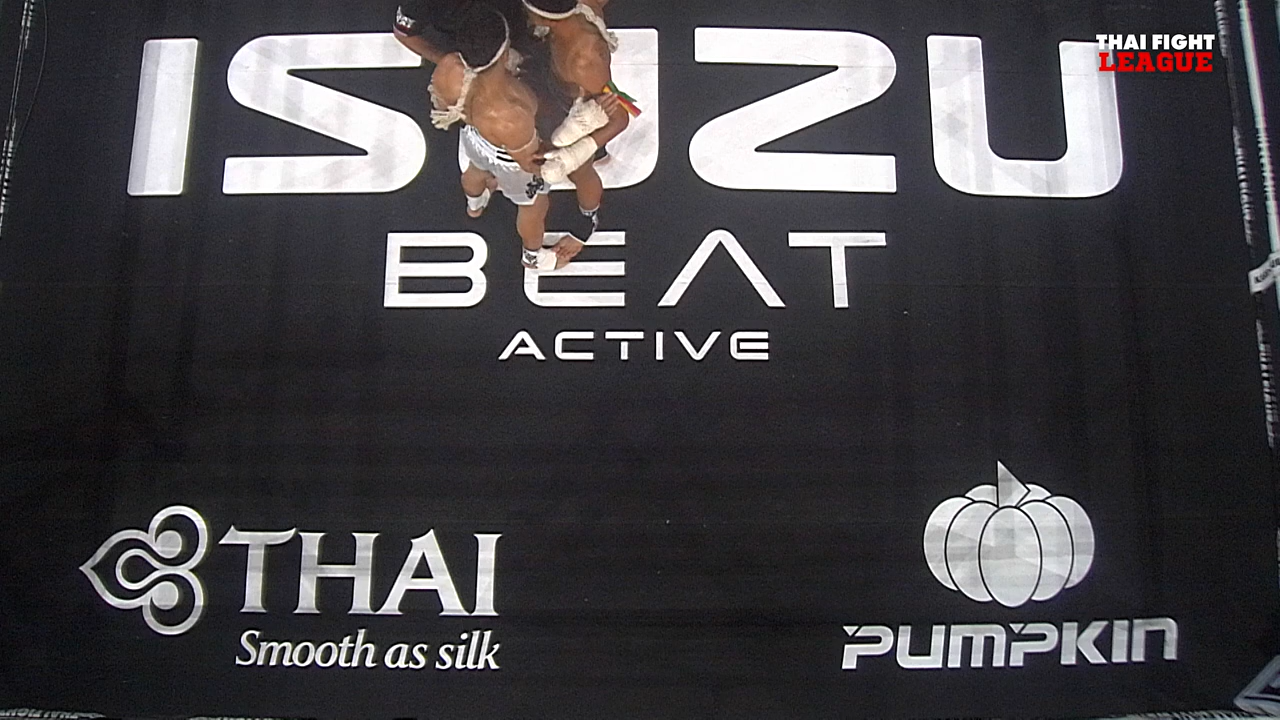 THAI FIGHT
LEAGUE
ISUZU
BEAT
ACTIVE
THAI
Smooth as silk
PUMPKIN